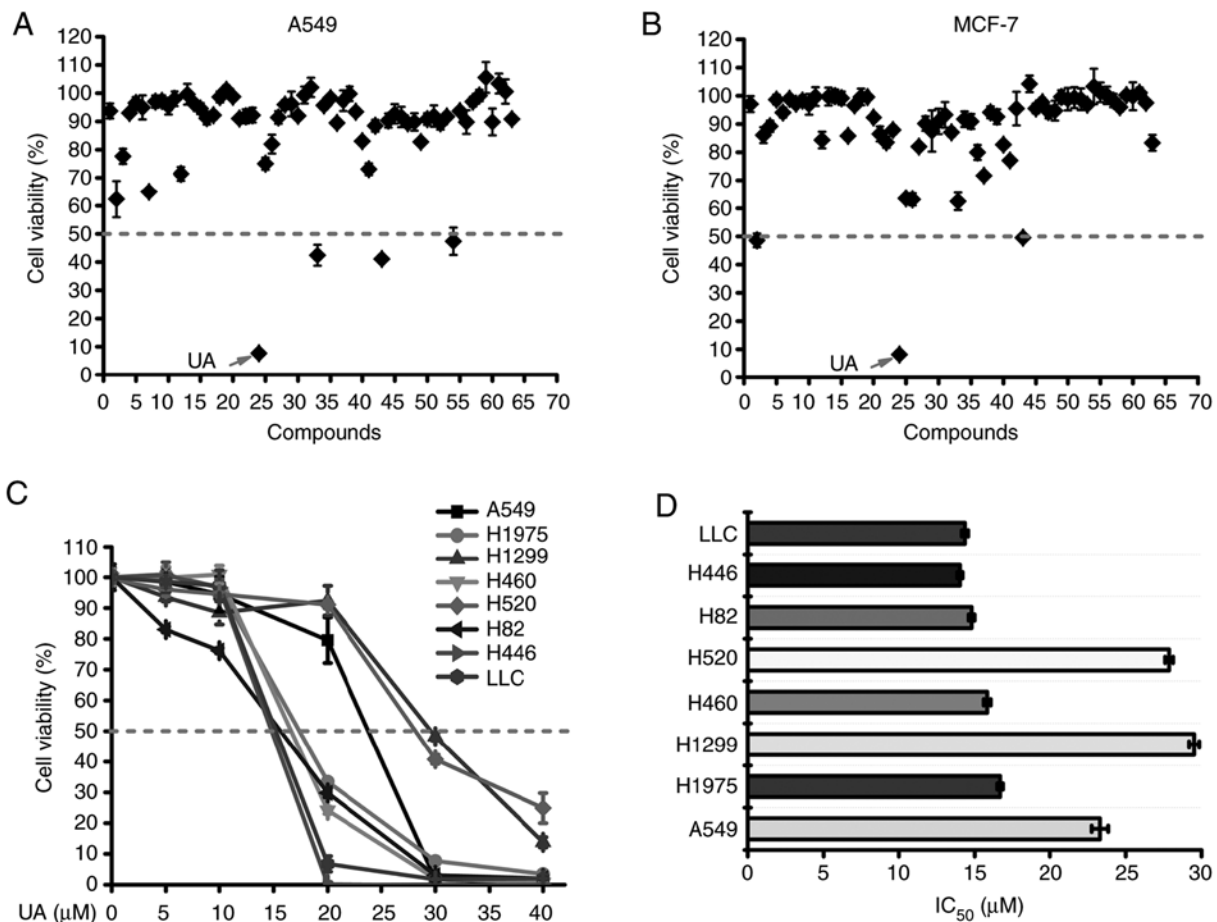 A
A549
Cell viability (%)
120
110
100
90
80
70
60
50
40
30
20
10
0
UA
0 5 10 15 20 25 30 35 40 45 50 55 60 65 70
Compounds
B
MCF-7
Cell viability (%)
120
110
100
90
80
70
60
50
40
30
20
10
0
UA
0 5 10 15 20 25 30 35 40 45 50 55 60 65 70
Compounds
C
A549
H1975
H1299
H460
H520
H82
H446
LLC
Cell viability (%)
110
100
90
80
70
60
50
40
30
20
10
0
UA (μM) 0 5 10 15 20 25 30 35 40
D
LLC
H446
H82
H520
H460
H1299
H1975
A549
0 5 10 15 20 25 30
IC50 (μM)